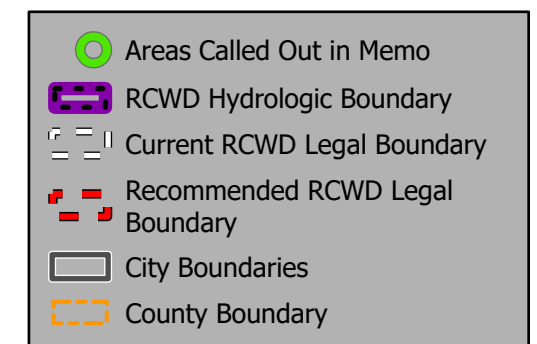 Areas Called Out in Memo
RCWD Hydrologic Boundary
Current RCWD Legal Boundary
Recommended RCWD Legal
Boundary
City Boundaries
County Boundary